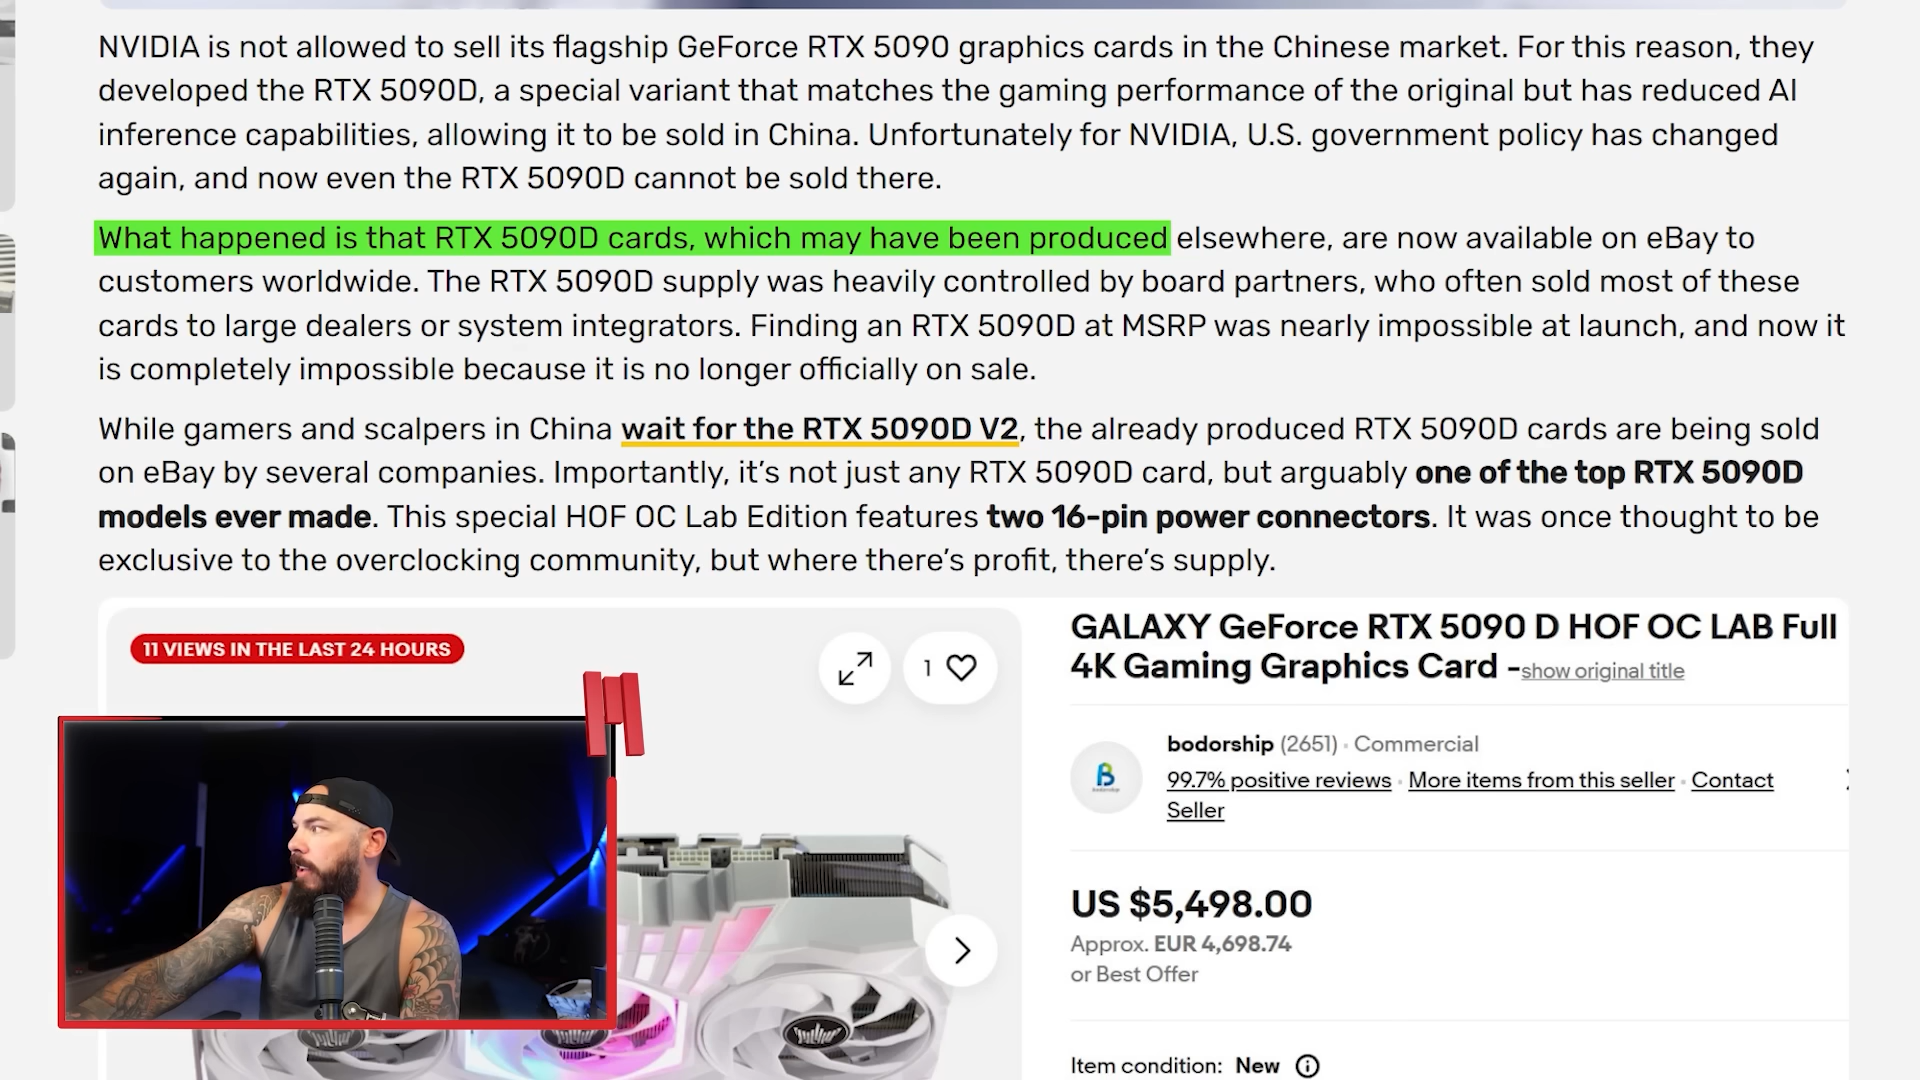 NVIDIA is not allowed to sell its flagship GeForce RTX 5090 graphics cards in the Chinese market. For this reason, they
developed the RTX 5090D, a special variant that matches the gaming performance of the original but has reduced AI
inference capabilities, allowing it to be sold in China. Unfortunately for NVIDIA, U.S. government policy has changed
again, and now even the RTX 5090D cannot be sold there.
What happened is that RTX 5090D cards, which may have been produced elsewhere, are now available on eBay to
customers worldwide. The RTX 5090D supply was heavily controlled by board partners, who often sold most of these
cards to large dealers or system integrators. Finding an RTX 5090D at MSRP was nearly impossible at launch, and now it
is completely impossible because it is no longer officially on sale.
While gamers and scalpers in China wait for the RTX 5090D V2, the already produced RTX 5090D cards are being sold
on eBay by several companies. Importantly, it's not just any RTX 5090D card, but arguably one of the top RTX 5090D
models ever made. This special HOF OC Lab Edition features two 16-pin power connectors. It was once thought to be
exclusive to the overclocking community, but where there's profit, there's supply.
11 VIEWS IN THE LAST 24 HOURS
1
GALAXY GeForce RTX 5090 D HOF OC LAB Full
4K Gaming Graphics Card -show original title
bodorship (2651) · Commercial
99.7% positive reviews · More items from this seller · Contact
Seller
US $5,498.00
Approx. EUR 4,698.74
or Best Offer
Item condition: New